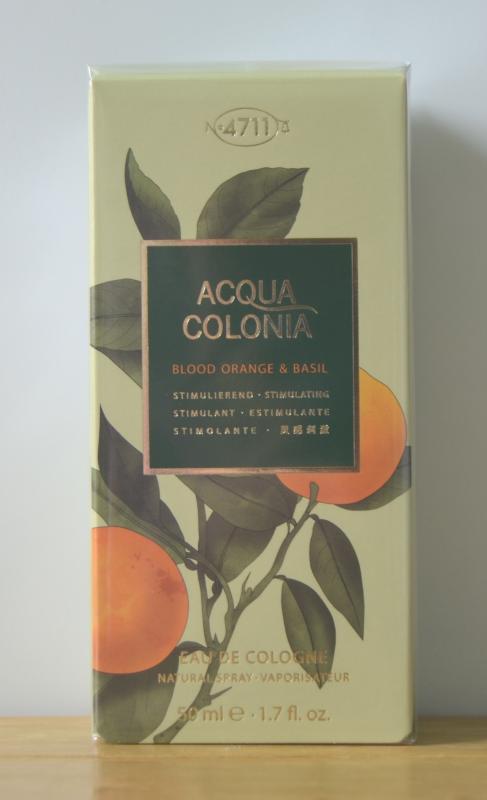 Nº 4711
ACQUA
COLONIA
BLOOD ORANGE & BASIL
STIMULIEREND · STIMULATING
STIMULANT · ESTIMULANTE
STIMOLANTE ·
EAU DE COLOGNE
NATURAL SPRAY · VAPORISATEUR
50 ml ℮ · 1.7 fl. oz.